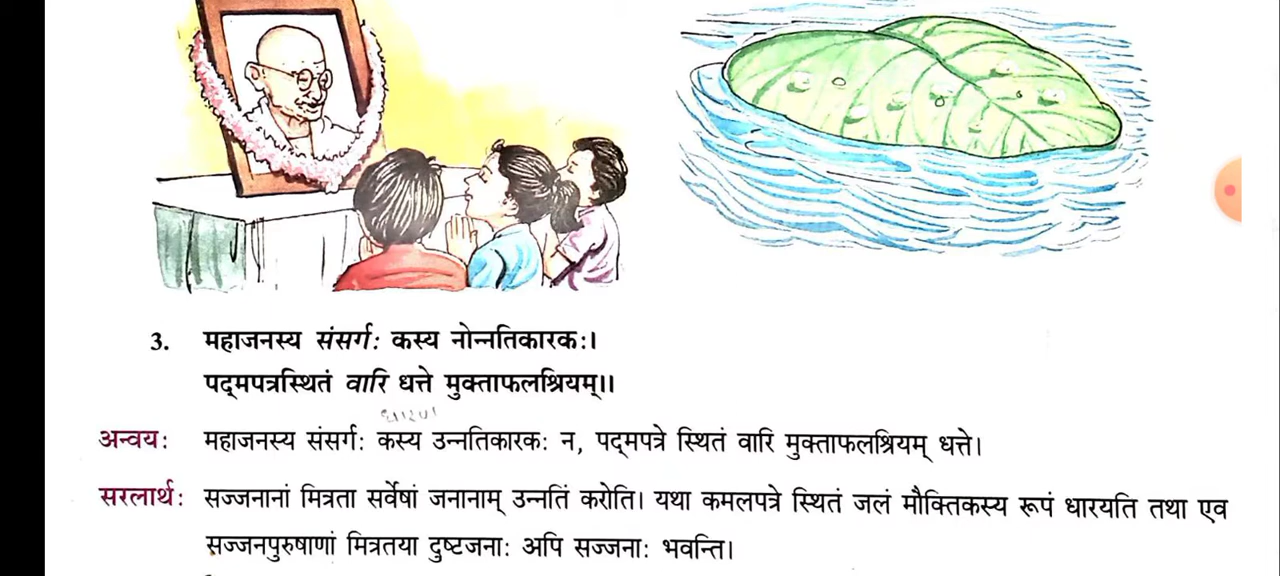 3. महाजनस्य संसर्गः कस्य नोन्नतिकारकः।
पद्मपत्रस्थितं वारि धत्ते मुक्ताफलश्रियम्।।
धारण
अन्वयः महाजनस्य संसर्गः कस्य उन्नतिकारकः न, पद्मपत्रे स्थितं वारि मुक्ताफलश्रियम् धत्ते।
सरलार्थः सज्जनानां मित्रता सर्वेषां जनानाम् उन्नतिं करोति। यथा कमलपत्रे स्थितं जलं मौक्तिकस्य रूपं धारयति तथा एव
सज्जनपुरुषाणां मित्रतया दुष्टजनाः अपि सज्जनाः भवन्ति।